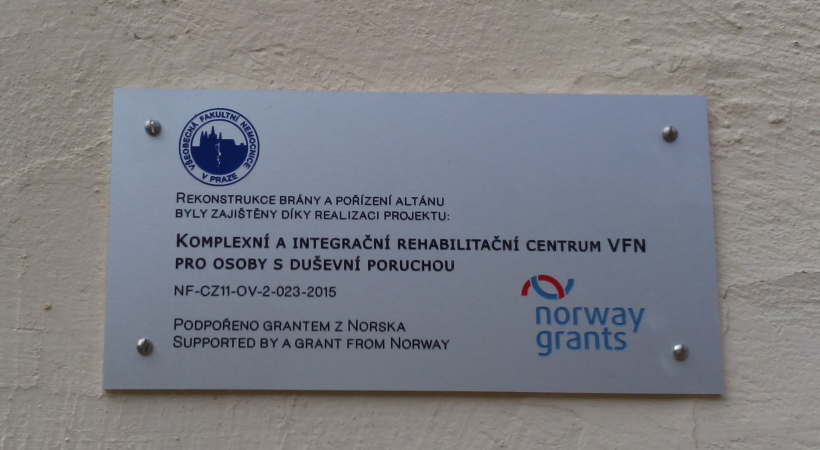 VŠEOBECNÁ FAKULTNÍ NEMOCNICE
V PRAZE
REKONSTRUKCE BRÁNY A POŘÍZENÍ ALTÁNU
BYLY ZAJIŠTĚNY DÍKY REALIZACI PROJEKTU:
KOMPLEXNÍ A INTEGRAČNÍ REHABILITAČNÍ CENTRUM VFN
PRO OSOBY S DUŠEVNÍ PORUCHOU
NF-CZ11-OV-2-023-2015
PODPOŘENO GRANTEM Z NORSKA
SUPPORTED BY A GRANT FROM NORWAY
norway
grants